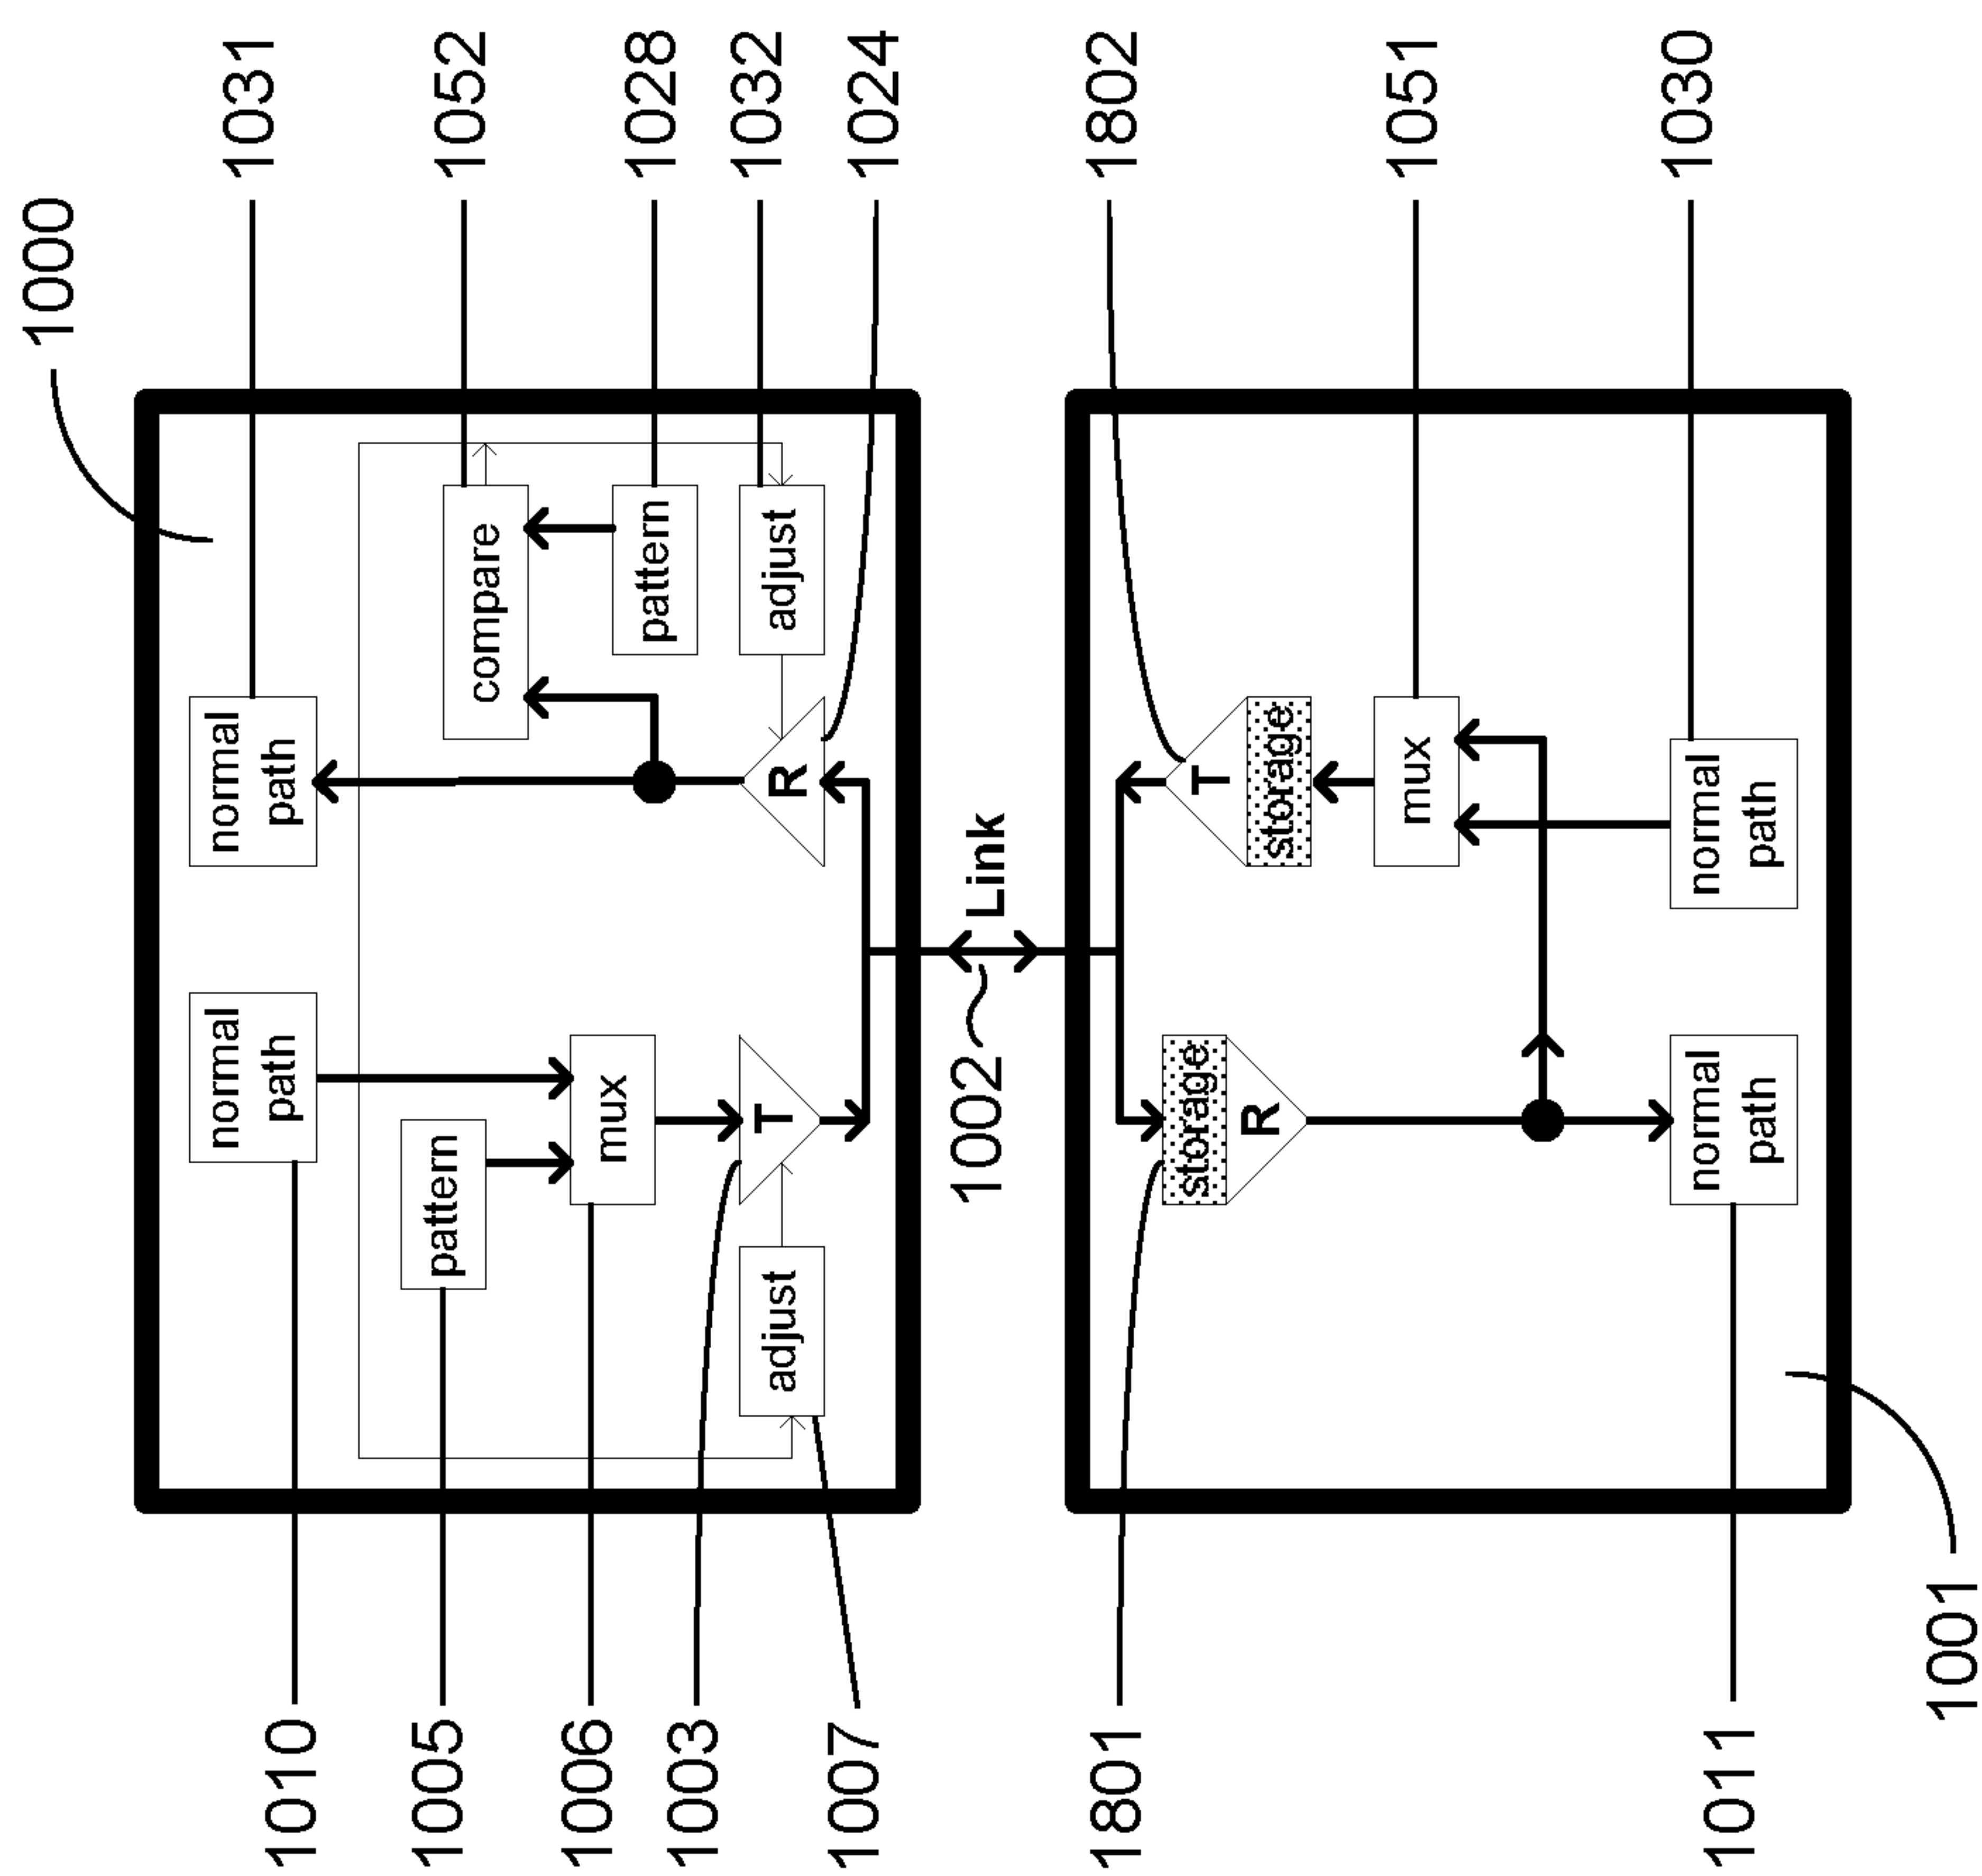 1010
1005
1006
1003
1007
1801
1011
1001
normal
path
pattern
mux
T
adjust
1002
Link
storage
R
normal
path
normal
path
compare
pattern
adjust
R
T
storage
mux
normal
path
1000
1031
1052
1028
1032
1024
1802
1051
1030